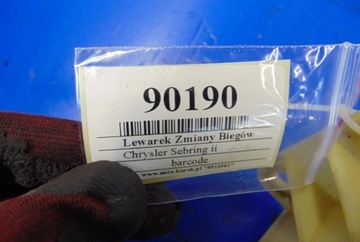 90190
Lewarek Zmiany Biegów
Chrysler Sebring ii
barcode